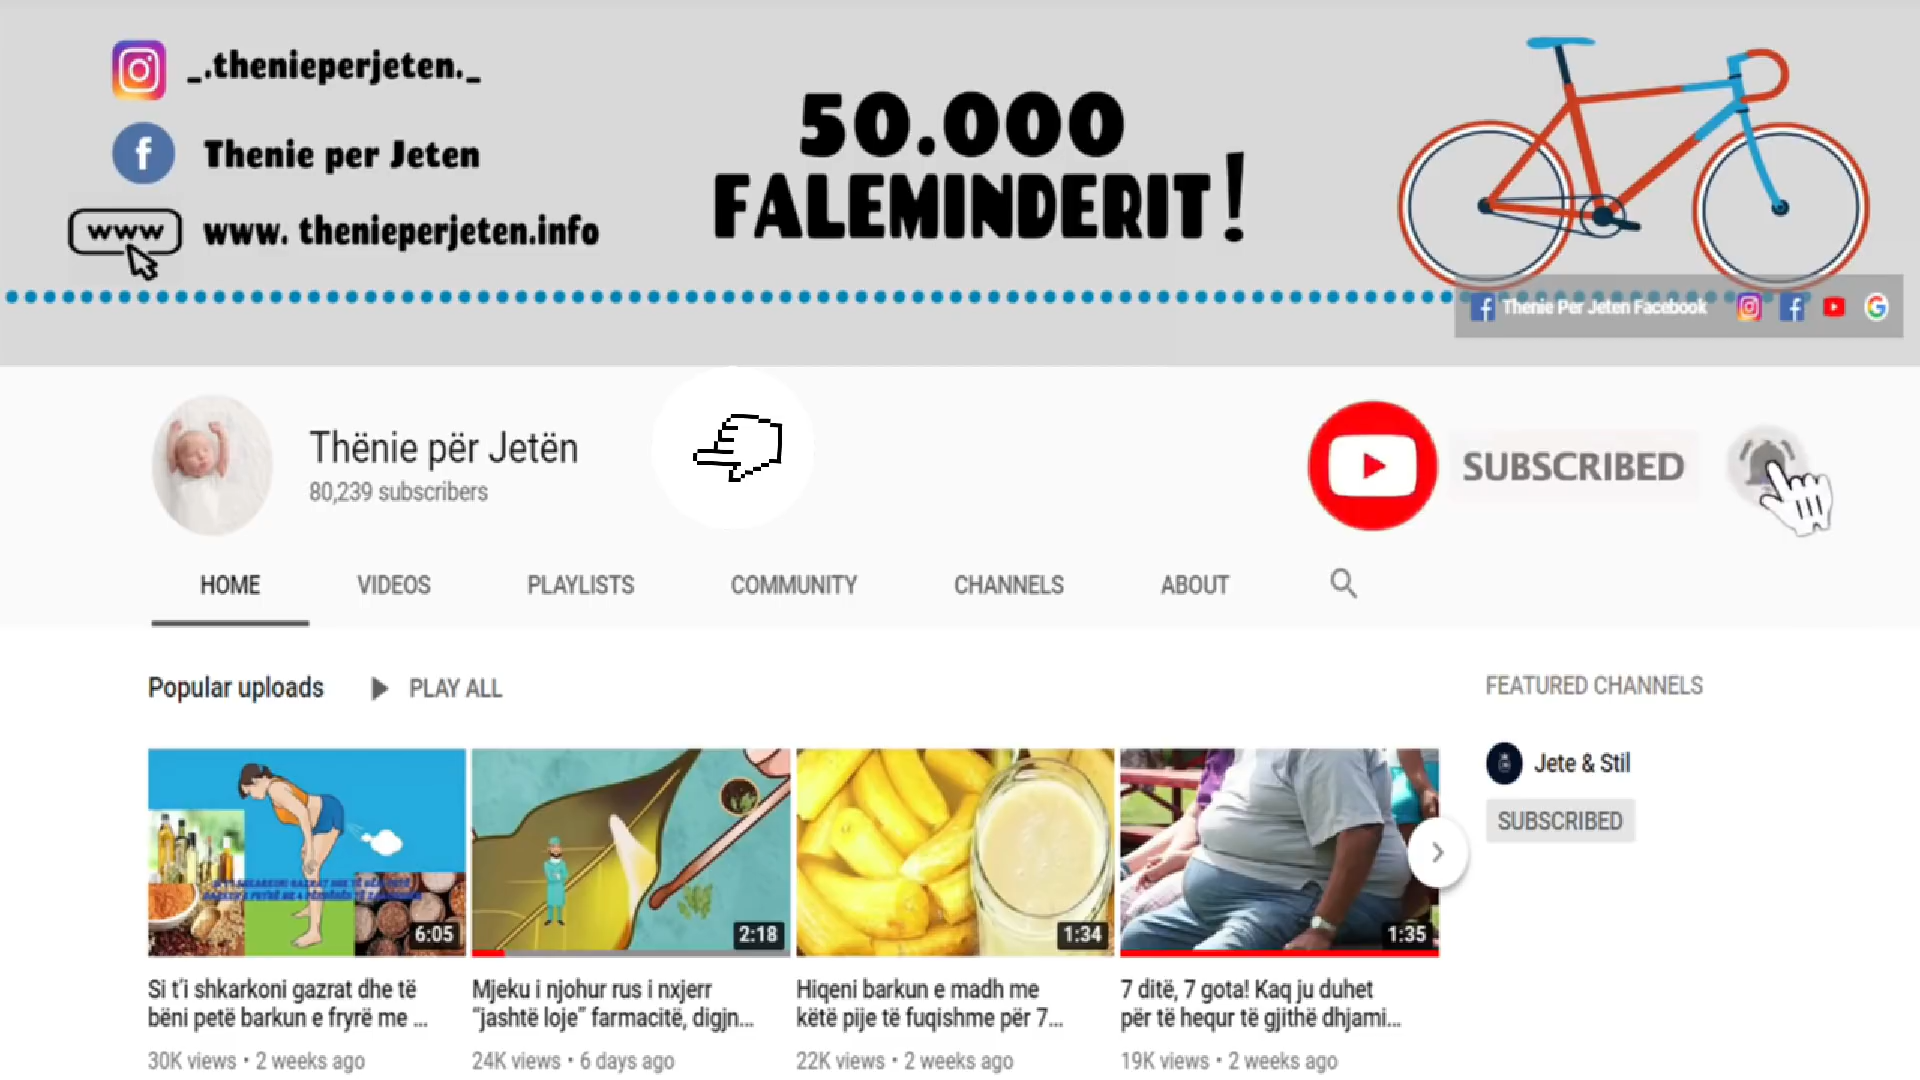 _.thenieperjeten._
Thenie per Jeten
www
www. thenieperjeten.info
50.000
FALEMINDERIT!
Thenie Per Jeten Facebook
Thënie për Jetën
80,239 subscribers
SUBSCRIBED
HOME VIDEOS PLAYLISTS COMMUNITY CHANNELS ABOUT
Popular uploads PLAY ALL
FEATURED CHANNELS
Jete & Stil
SUBSCRIBED
6:05
2:18
1:34
1:35
Si t'i shkarkoni gazrat dhe të
bëni petë barkun e fryrë me ...
30K views • 2 weeks ago
Mjeku i njohur rus i nxjerr
"jashtë loje" farmacitë, digjn...
24K views • 6 days ago
Hiqeni barkun e madh me
këtë pije të fuqishme për 7...
22K views • 2 weeks ago
7 ditë, 7 gota! Kaq ju duhet
për të hequr të gjithë dhjami...
19K views • 2 weeks ago